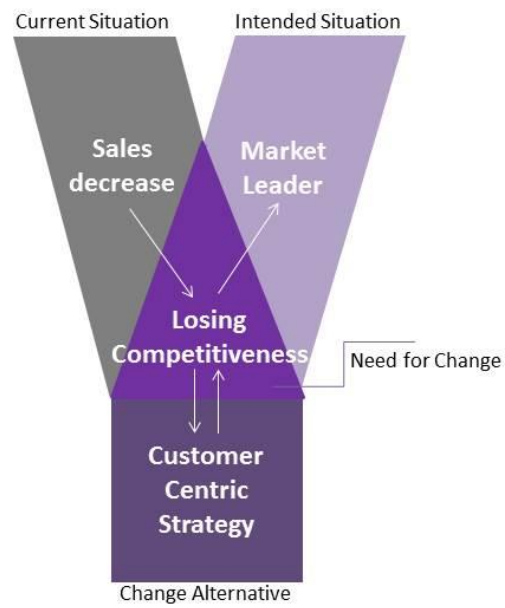 Current Situation
Intended Situation
Sales
decrease
Market
Leader
Losing
Competitiveness
Need for Change
Customer
Centric
Strategy
Change Alternative